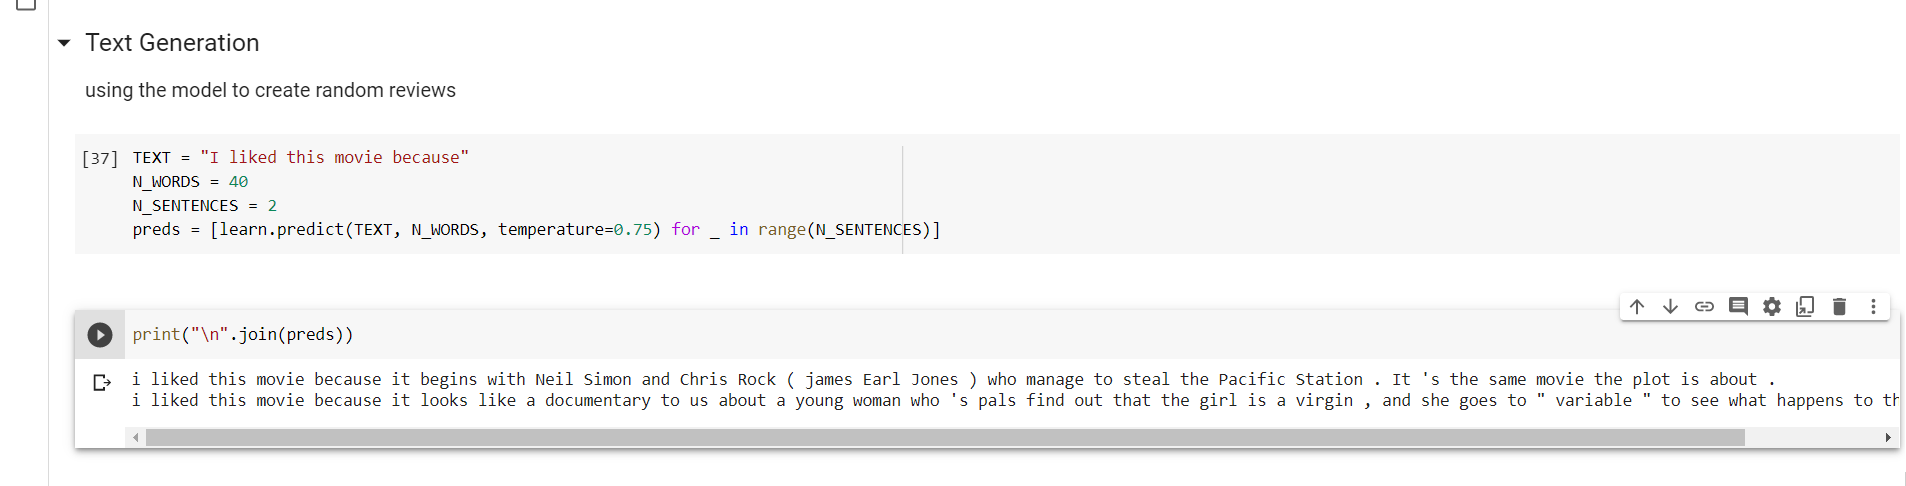 Text Generation
using the model to create random reviews
[37] TEXT = "I liked this movie because"
N_WORDS = 40
N_SENTENCES = 2
preds = [learn.predict(TEXT, N_WORDS, temperature=0.75) for _ in range(N_SENTENCES)]
print("\n".join(preds))
i liked this movie because it begins with Neil Simon and Chris Rock ( james Earl Jones ) who manage to steal the Pacific Station . It 's the same movie the plot is about .
i liked this movie because it looks like a documentary to us about a young woman who 's pals find out that the girl is a virgin , and she goes to " variable " to see what happens to